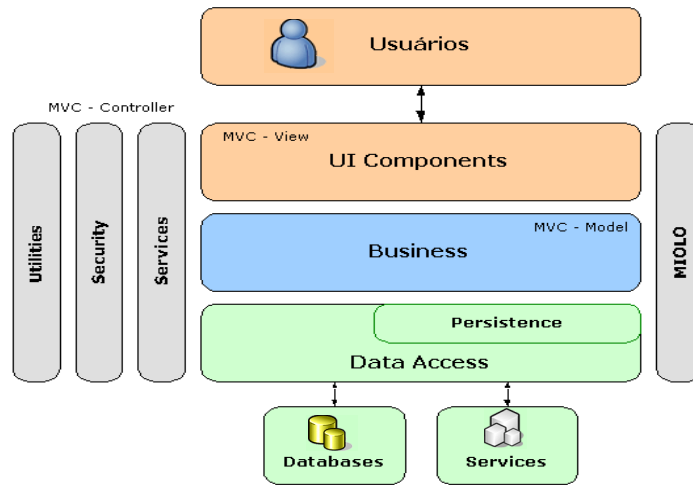 Usuários
MVC - Controller
MVC - View
UI Components
MVC - Model
Business
Persistence
Data Access
Utilities
Security
Services
MIOLO
Databases
Services